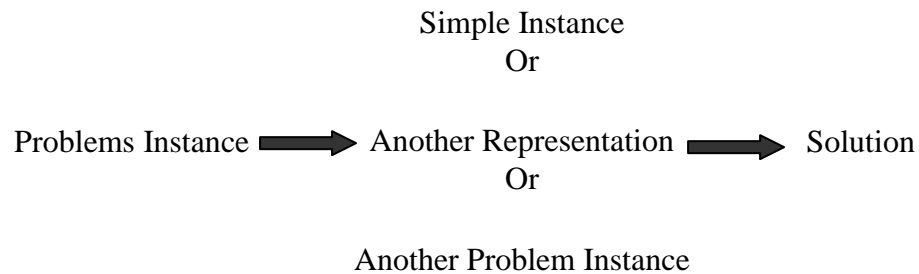 Simple Instance
Or
Problems Instance Another Representation Solution
Or
Another Problem Instance